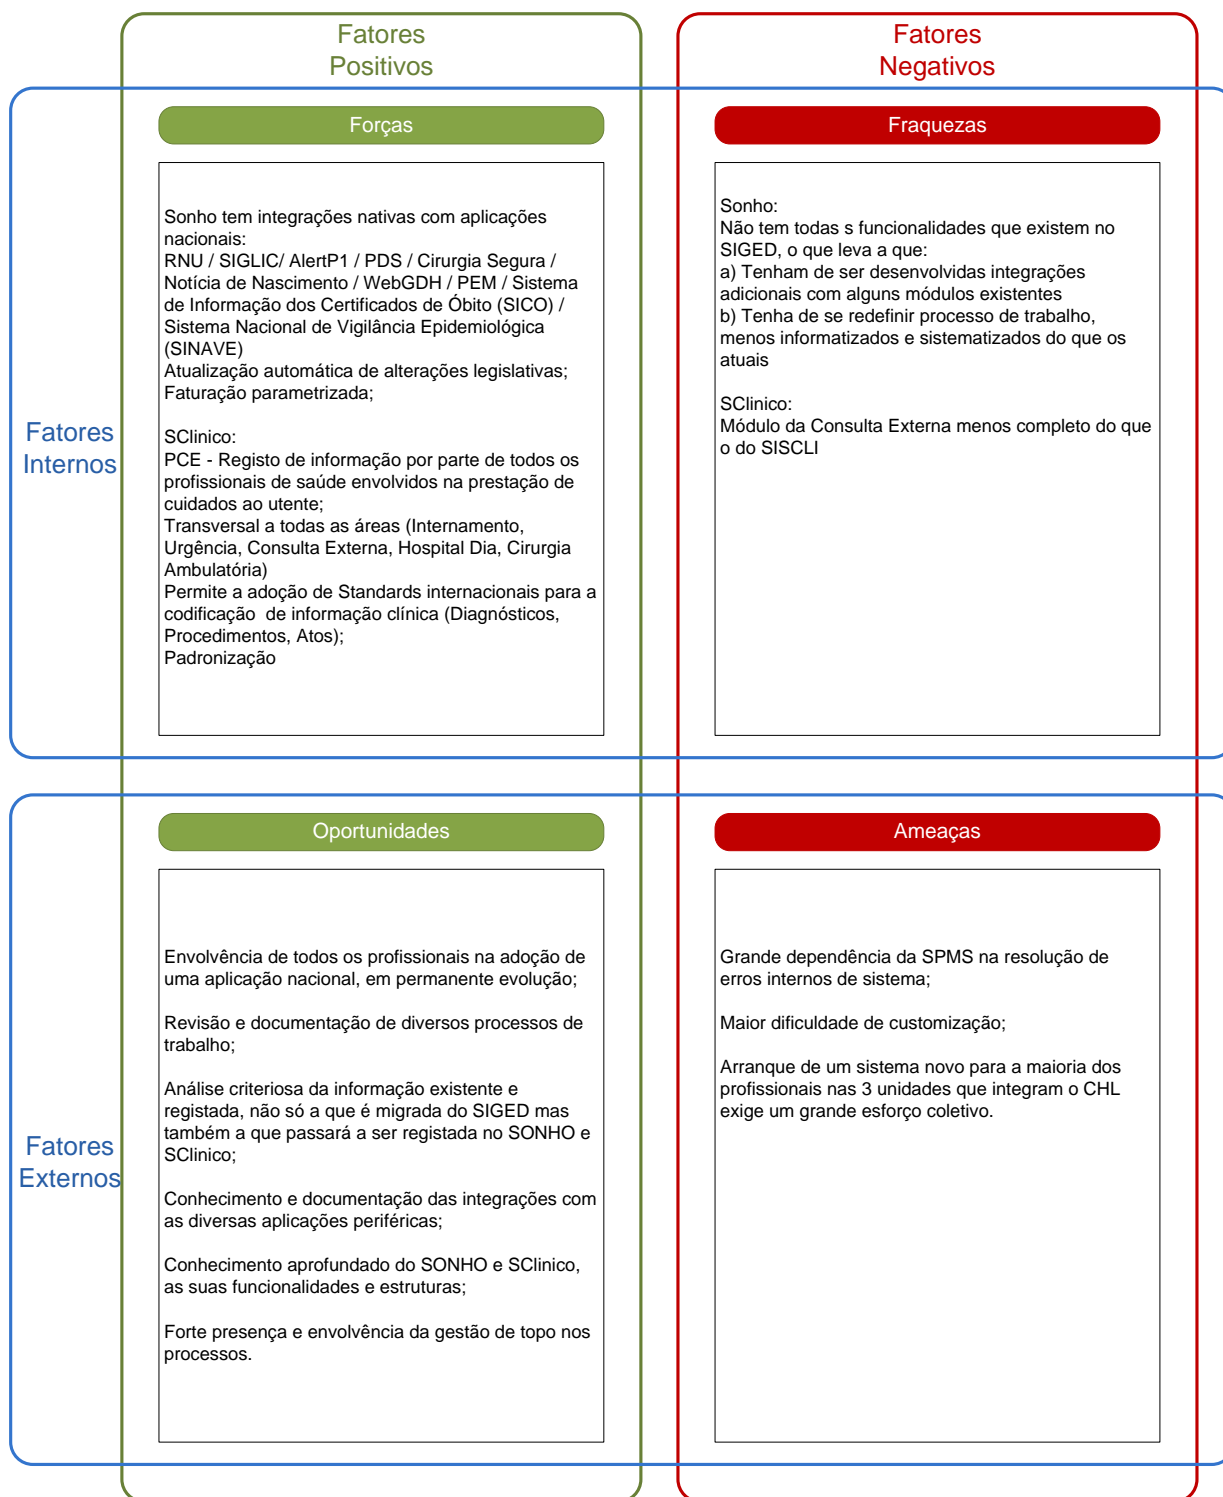 Fatores
Positivos
Fatores
Negativos
Forças
Fraquezas
Fatores
Internos
Sonho tem integrações nativas com aplicações
nacionais:
RNU / SIGLIC/ AlertP1 / PDS / Cirurgia Segura /
Notícia de Nascimento / WebGDH / PEM / Sistema
de Informação dos Certificados de Óbito (SICO) /
Sistema Nacional de Vigilância Epidemiológica
(SINAVE)
Atualização automática de alterações legislativas;
Faturação parametrizada;
SClinico:
PCE - Registo de informação por parte de todos os
profissionais de saúde envolvidos na prestação de
cuidados ao utente;
Transversal a todas as áreas (Internamento,
Urgência, Consulta Externa, Hospital Dia, Cirurgia
Ambulatória)
Permite a adoção de Standards internacionais para a
codificação  de informação clínica (Diagnósticos,
Procedimentos, Atos);
Padronização
Sonho:
Não tem todas s funcionalidades que existem no
SIGED, o que leva a que:
a) Tenham de ser desenvolvidas integrações
adicionais com alguns módulos existentes
b) Tenha de se redefinir processo de trabalho,
menos informatizados e sistematizados do que os
atuais
SClinico:
Módulo da Consulta Externa menos completo do que
o do SISCLI
Oportunidades
Ameaças
Fatores
Externos
Envolvência de todos os profissionais na adoção de
uma aplicação nacional, em permanente evolução;
Revisão e documentação de diversos processos de
trabalho;
Análise criteriosa da informação existente e
registada, não só a que é migrada do SIGED mas
também a que passará a ser registada no SONHO e
SClinico;
Conhecimento e documentação das integrações com
as diversas aplicações periféricas;
Conhecimento aprofundado do SONHO e SClinico,
as suas funcionalidades e estruturas;
Forte presença e envolvência da gestão de topo nos
processos.
Grande dependência da SPMS na resolução de
erros internos de sistema;
Maior dificuldade de customização;
Arranque de um sistema novo para a maioria dos
profissionais nas 3 unidades que integram o CHL
exige um grande esforço coletivo.